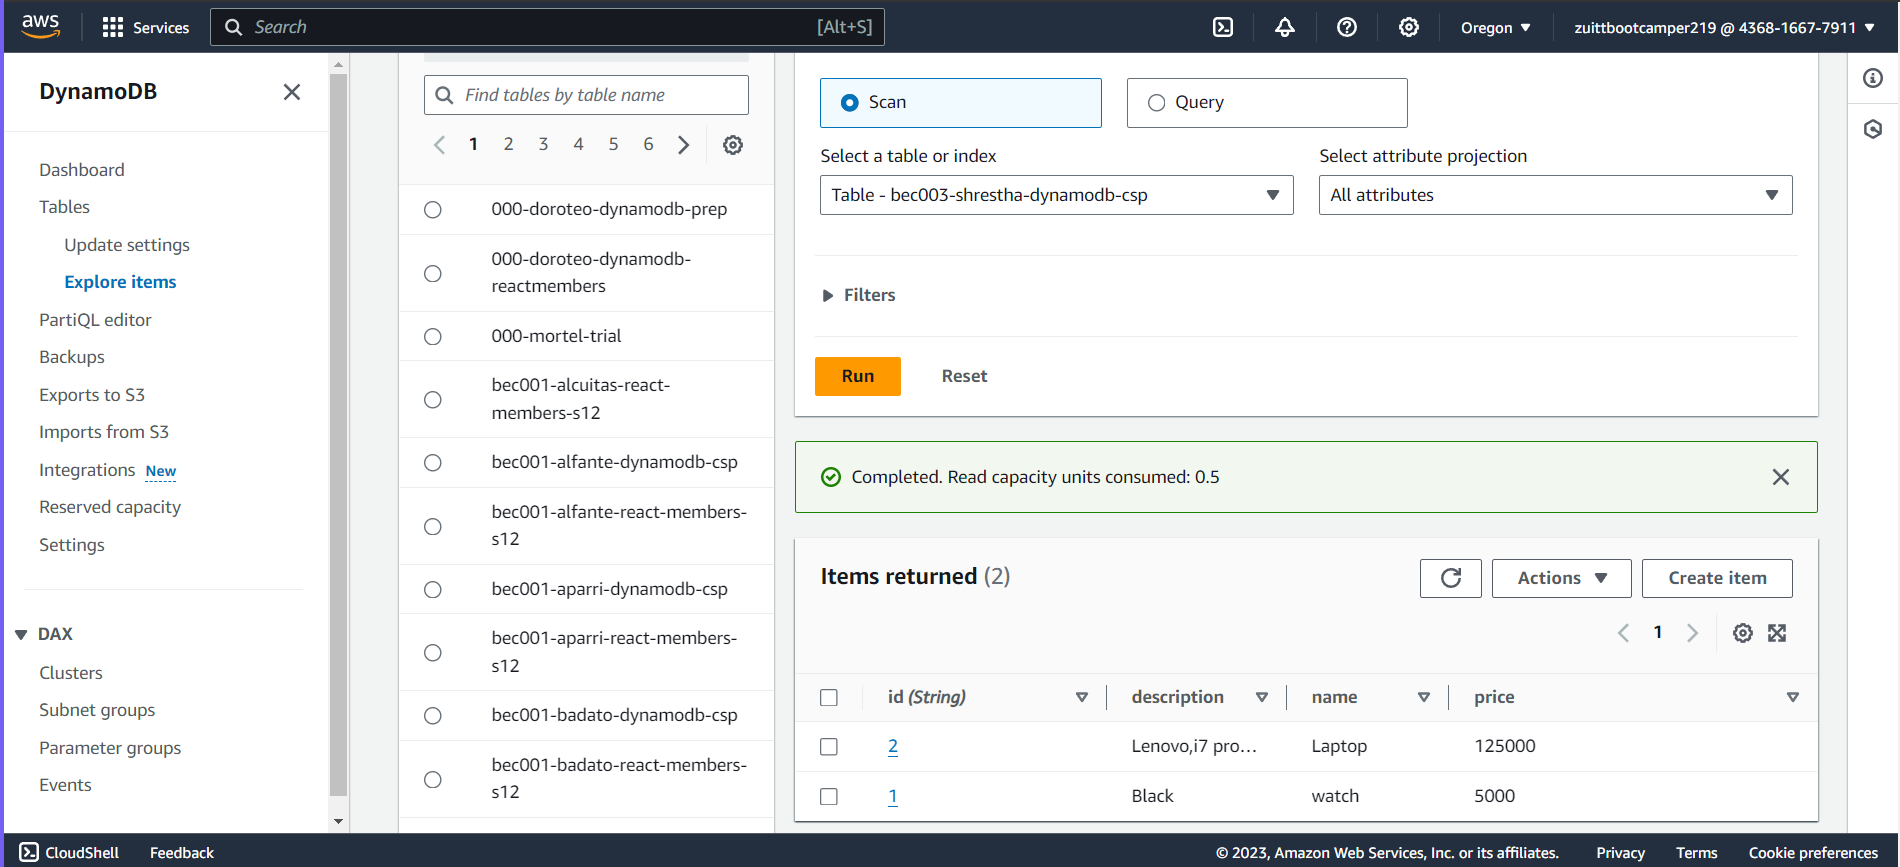 aws
Services
Search
[Alt+S]
Oregon
zuittbootcamper219 @ 4368-1667-7911
DynamoDB
Dashboard
Tables
Update settings
Explore items
PartiQL editor
Backups
Exports to S3
Imports from S3
Integrations New
Reserved capacity
Settings
DAX
Clusters
Subnet groups
Parameter groups
Events
Find tables by table name
1 2 3 4 5 6
000-doroteo-dynamodb-prep
000-doroteo-dynamodb-
reactmembers
000-mortel-trial
bec001-alcuitas-react-
members-s12
bec001-alfante-dynamodb-csp
bec001-alfante-react-members-
s12
bec001-aparri-dynamodb-csp
bec001-aparri-react-members-
s12
bec001-badato-dynamodb-csp
bec001-badato-react-members-
s12
Scan
Query
Select a table or index
Select attribute projection
Table - bec003-shrestha-dynamodb-csp
All attributes
Filters
Run
Reset
Completed. Read capacity units consumed: 0.5
Items returned (2)
Actions
Create item
1
id (String) description name price
2 Lenovo,i7 pro... Laptop 125000
1 Black watch 5000
CloudShell
Feedback
© 2023, Amazon Web Services, Inc. or its affiliates.
Privacy
Terms
Cookie preferences